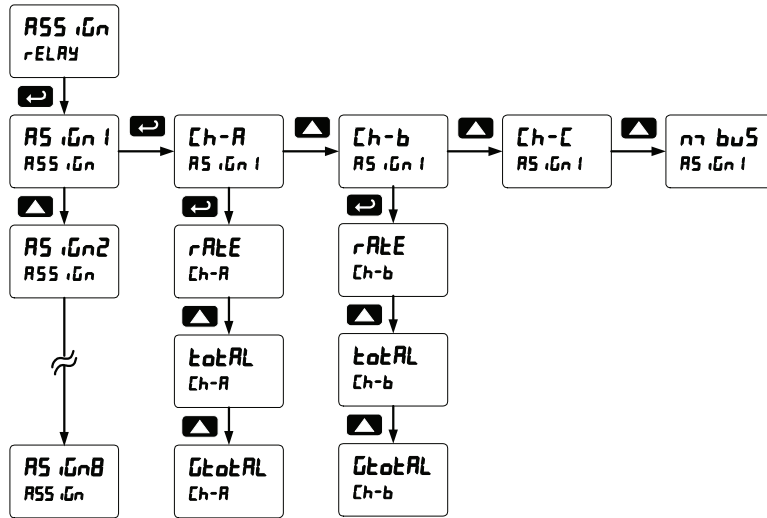 ASSiGn
rELAY
ASiGn1
ASSiGn
Ch-A
ASiGn1
Ch-b
ASiGn1
Ch-C
ASiGn1
m buS
ASiGn1
ASiGn2
ASSiGn
rAtE
Ch-A
rAtE
Ch-b
totAL
Ch-A
totAL
Ch-b
ASiGn8
ASSiGn
GtotAL
Ch-A
GtotAL
Ch-b